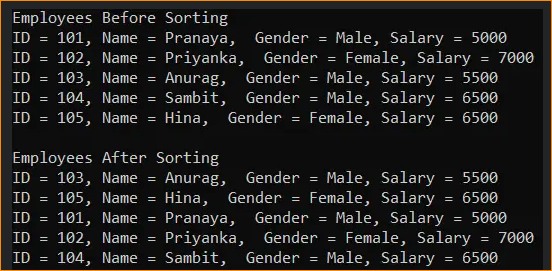 Employees Before Sorting
ID = 101, Name = Pranaya,  Gender = Male, Salary = 5000
ID = 102, Name = Priyanka,  Gender = Female, Salary = 7000
ID = 103, Name = Anurag,  Gender = Male, Salary = 5500
ID = 104, Name = Sambit,  Gender = Male, Salary = 6500
ID = 105, Name = Hina,  Gender = Female, Salary = 6500
Employees After Sorting
ID = 103, Name = Anurag,  Gender = Male, Salary = 5500
ID = 105, Name = Hina,  Gender = Female, Salary = 6500
ID = 101, Name = Pranaya,  Gender = Male, Salary = 5000
ID = 102, Name = Priyanka,  Gender = Female, Salary = 7000
ID = 104, Name = Sambit,  Gender = Male, Salary = 6500